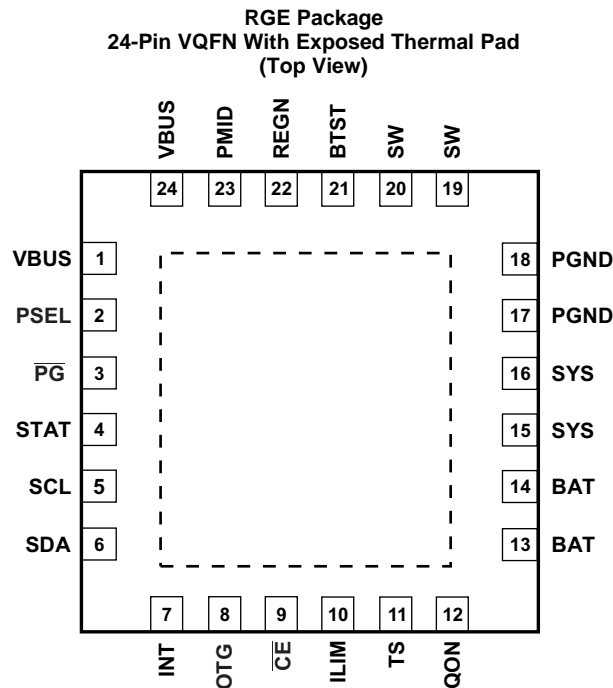 RGE Package
24-Pin VQFN With Exposed Thermal Pad
(Top View)
VBUS
PMID
REGN
BTST
SW
SW
24
23
22
21
20
19
VBUS 1
PSEL 2
P̅G̅ 3
STAT 4
SCL 5
SDA 6
18 PGND
17 PGND
16 SYS
15 SYS
14 BAT
13 BAT
7
8
9
10
11
12
INT
OTG
C̅E̅
ILIM
TS
QON